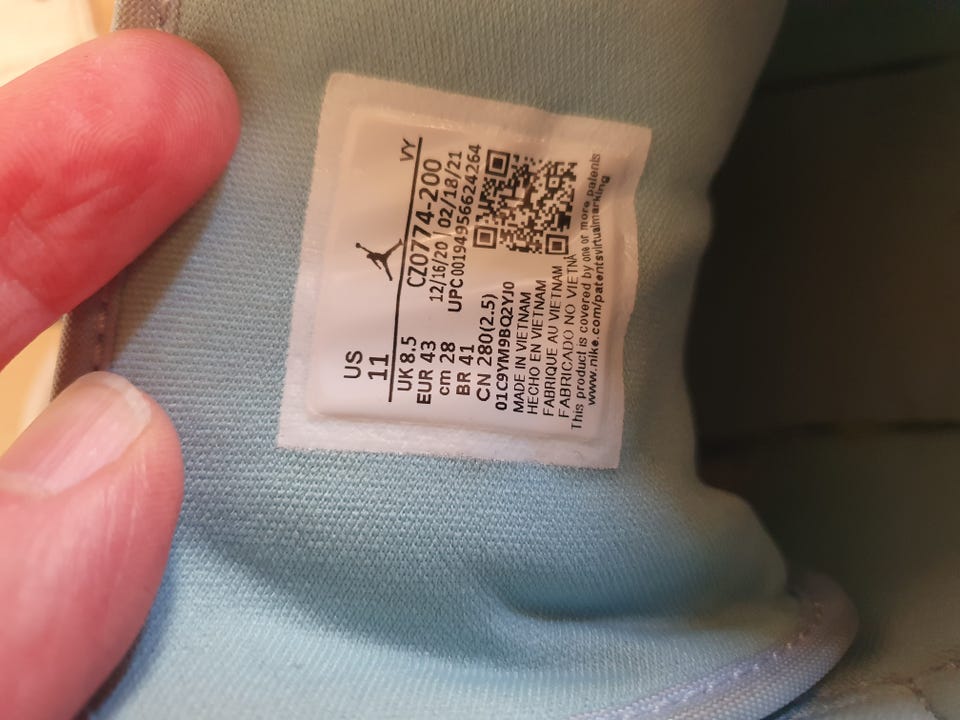 US
11
VY
UK 8.5
CZ0774-200
EUR 43
12/16/20 02/18/21
cm 28
UPC 00194956624264
BR 41
CN 280(2.5)
01C9YM9BQ2YJ0
MADE IN VIETNAM
HECHO EN VIETNAM
FABRIQUE AU VIETNAM
FABRICADO NO VIETNÃ
This product is covered by one or more patents
www.nike.com/patentsvirtualmarking